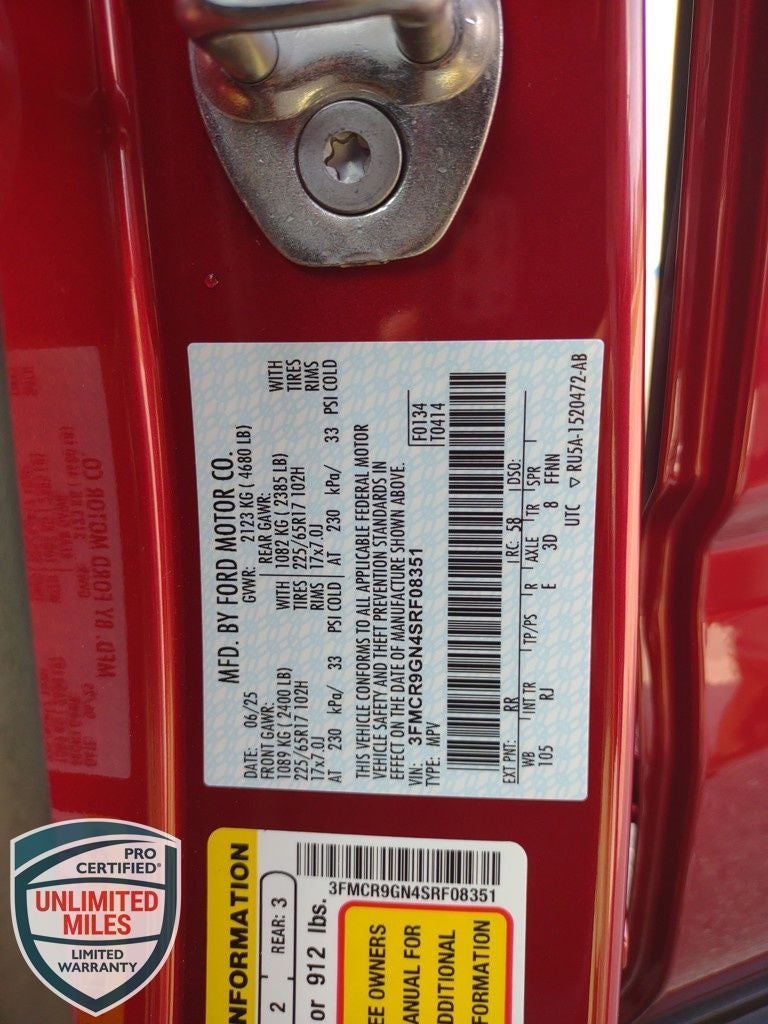 MFD. BY FORD MOTOR CO.
DATE: 06/25 GVWR: 2123 KG ( 4680 LB)
FRONT GAWR: REAR GAWR:
1089 KG ( 2400 LB) WITH 1082 KG ( 2385 LB) WITH
225/65R17 102H TIRES 225/65R17 102H TIRES
17x7.0J RIMS 17x7.0J RIMS
AT 230 kPa/ 33 PSI COLD AT 230 kPa/ 33 PSI COLD
THIS VEHICLE CONFORMS TO ALL APPLICABLE FEDERAL MOTOR
VEHICLE SAFETY AND THEFT PREVENTION STANDARDS IN
EFFECT ON THE DATE OF MANUFACTURE SHOWN ABOVE.
VIN: 3FMCR9GN4SRF08351
TYPE: MPV
F0134
T0414
EXT PNT: RR RC: 58 DSO:
WB INT TR TP/PS R AXLE TR SPR
105 RJ E 3D 8 FFNN
UTC ▽ RU5A-1520472-AB
NFORMATION
2 REAR: 3
or 912 lbs.
3FMCR9GN4SRF08351
EE OWNERS
ANUAL FOR
DDITIONAL
FORMATION
PRO
CERTIFIED®
UNLIMITED
MILES
LIMITED
WARRANTY